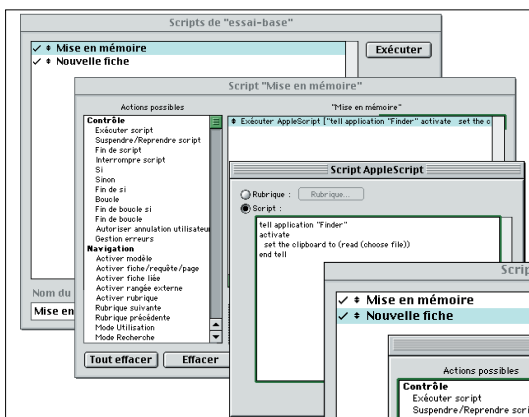 Scripts de "essai-base"
✓ ♦ Mise en mémoire
✓ ♦ Nouvelle fiche
Exécuter
Nom du
Mise en
Script "Mise en mémoire"
Actions possibles
Contrôle
Exécuter script
Suspendre/Reprendre script
Fin de script
Interrompre script
Si
Sinon
Fin de si
Boucle
Fin de boucle si
Fin de boucle
Autoriser annulation utilisateu
Gestion erreurs
Navigation
Activer modèle
Activer fiche/requête/page
Activer fiche liée
Activer rangée externe
Activer rubrique
Rubrique suivante
Rubrique précédente
Mode Utilisation
Mode Recherche
Tout effacer
Effacer
"Mise en mémoire"
♦ Exécuter AppleScript ["tell application "Finder" activate set the c
Script AppleScript
Rubrique :
Rubrique...
Script :
tell application "Finder"
activate
set the clipboard to (read (choose file))
end tell
Scrip
✓ ♦ Mise en mémoire
✓ ♦ Nouvelle fiche
Actions possibles
Contrôle
Exécuter script
Suspendre/Reprendre scri